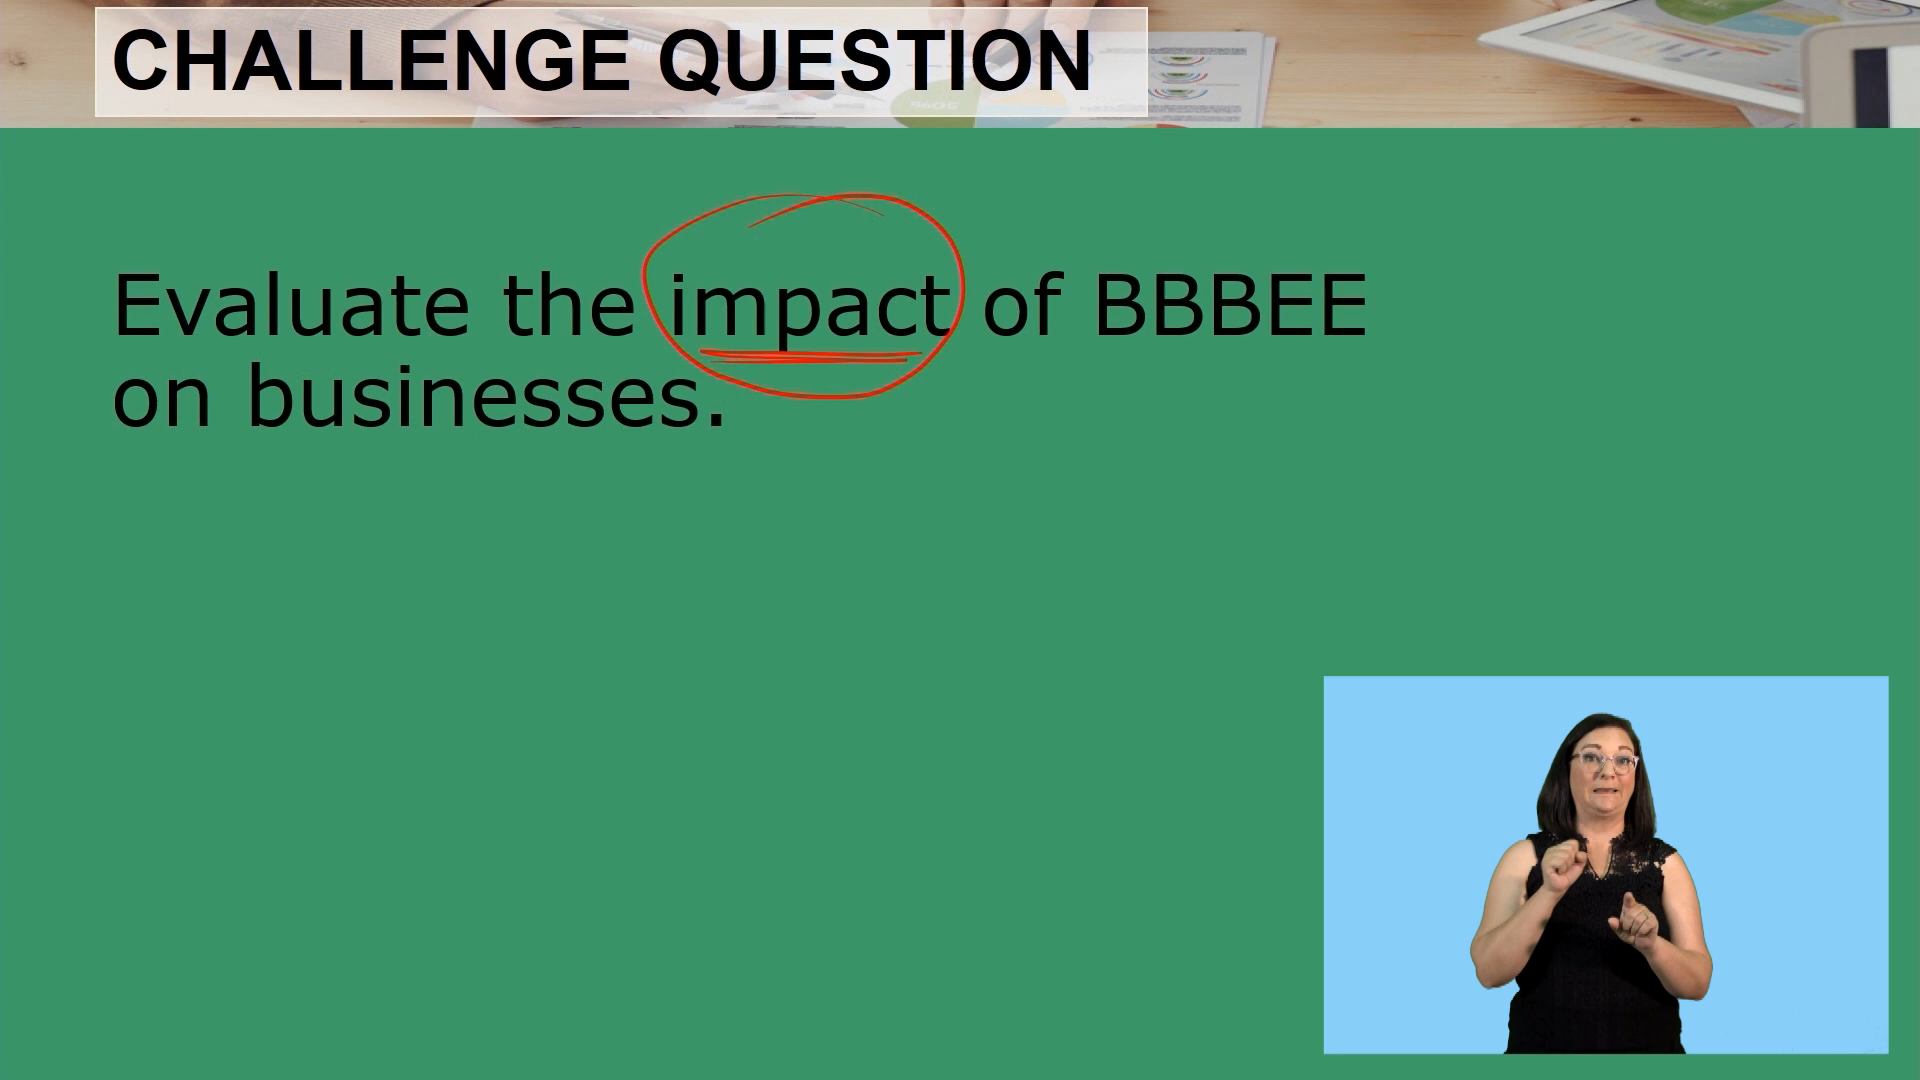 CHALLENGE QUESTION
Evaluate the impact of BBBEE
on businesses.